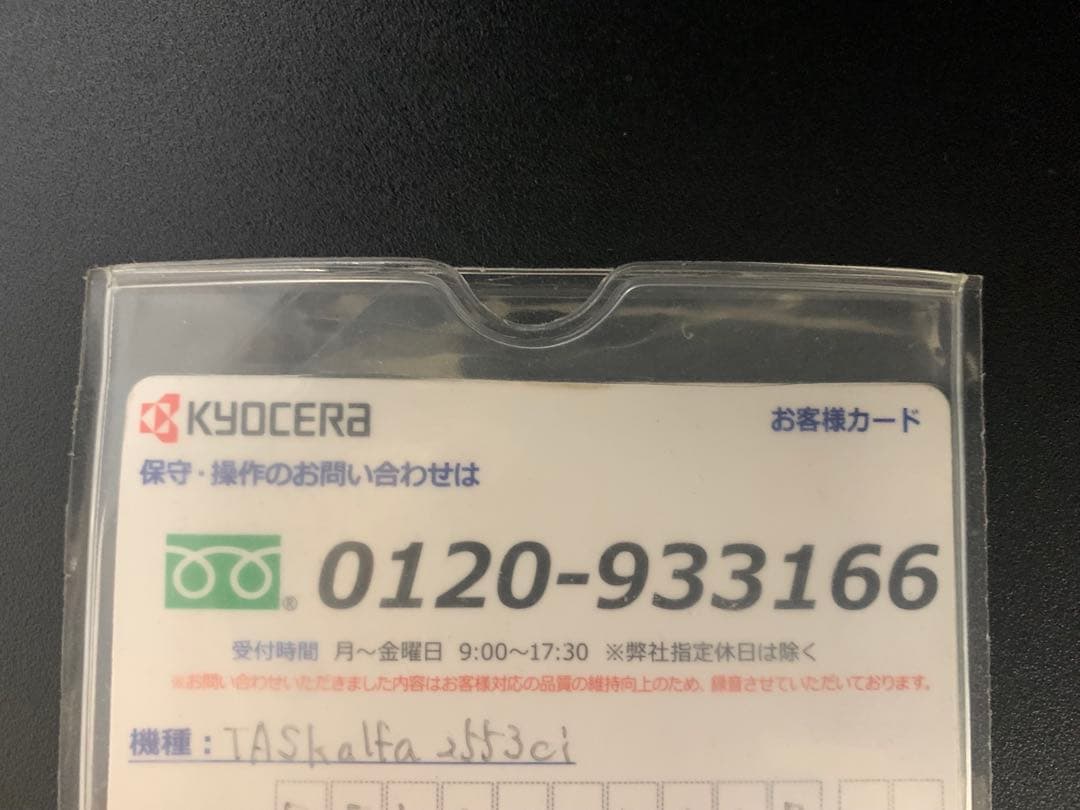 KYOCERA
お客様カード
保守・操作のお問い合わせは
0120-933166
受付時間 月～金曜日 9:00～17:30 ※弊社指定休日は除く
※お問い合わせいただきました内容はお客様対応の品質の維持向上のため、録音させていただいております。
機種：TASkalfa 2553ci